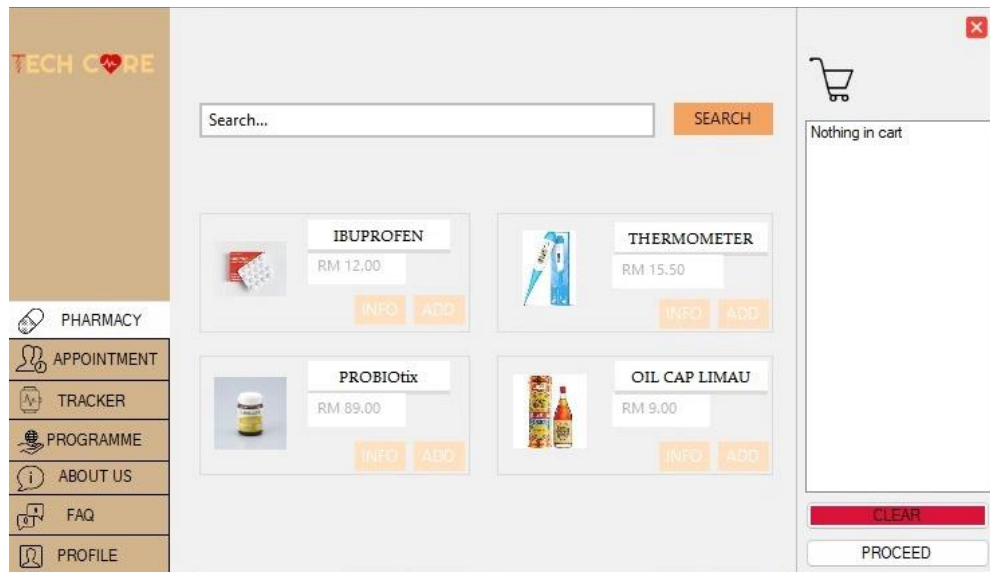 TECH CORE
Search...
SEARCH
Nothing in cart
IBUPROFEN
RM 12.00
INFO ADD
THERMOMETER
RM 15.50
INFO ADD
PROBIOtix
RM 89.00
INFO ADD
OIL CAP LIMAU
RM 9.00
INFO ADD
PHARMACY
APPOINTMENT
TRACKER
PROGRAMME
ABOUT US
FAQ
PROFILE
CLEAR
PROCEED